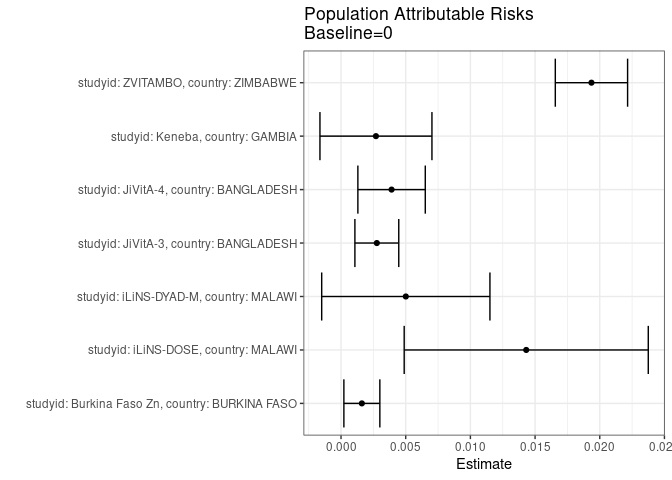 Population Attributable Risks
Baseline=0
studyid: ZVITAMBO, country: ZIMBABWE
studyid: Keneba, country: GAMBIA
studyid: JiVitA-4, country: BANGLADESH
studyid: JiVitA-3, country: BANGLADESH
studyid: iLiNS-DYAD-M, country: MALAWI
studyid: iLiNS-DOSE, country: MALAWI
studyid: Burkina Faso Zn, country: BURKINA FASO
0.000 0.005 0.010 0.015 0.020 0.02
Estimate